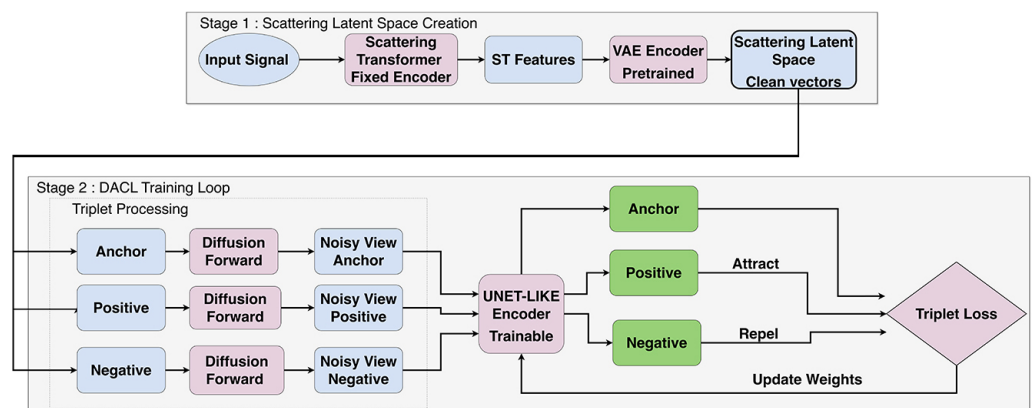 Stage 1 : Scattering Latent Space Creation
Input Signal
Scattering
Transformer
Fixed Encoder
ST Features
VAE Encoder
Pretrained
Scattering Latent
Space
Clean vectors
Stage 2 : DACL Training Loop
Triplet Processing
Anchor
Diffusion
Forward
Noisy View
Anchor
Positive
Diffusion
Forward
Noisy View
Positive
Negative
Diffusion
Forward
Noisy View
Negative
UNET-LIKE
Encoder
Trainable
Anchor
Positive
Attract
Negative
Repel
Triplet Loss
Update Weights